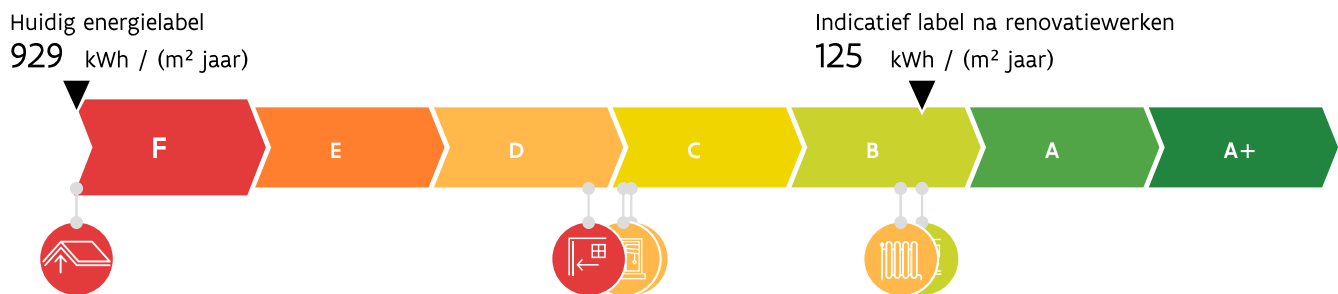 Huidig energielabel
929 kWh / (m² jaar)
Indicatief label na renovatiewerken
125 kWh / (m² jaar)
F E D C B A A+